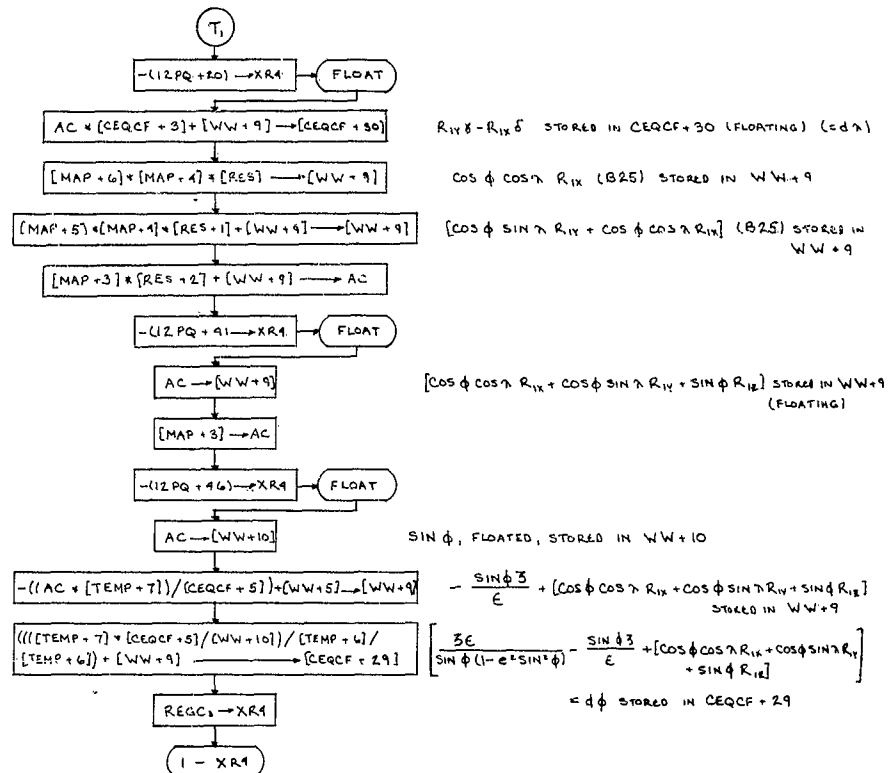 T₁
-(12PQ+20)→XR4 FLOAT
AC * [CEQCF+3]+[WW+9]→[CEQCF+30] R₁Yγ-R₁Xδ STORED IN CEQCF+30 (FLOATING) (=dλ)
[MAP+6]*[MAP+4]*[RES]→[WW+9] COS φ COS λ R₁X (B25) STORED IN WW+9
[MAP+5]*[MAP+4]*[RES+1]+[WW+9]→[WW+9] [COS φ SIN λ R₁Y + COS φ COS λ R₁X] (B25) STORED IN
WW+9
[MAP+3]*[RES+2]+[WW+9]→AC
-(12PQ+41→XR4 FLOAT
AC→[WW+9] [COS φ COS λ R₁X + COS φ SIN λ R₁Y + SIN φ R₁Z] STORED IN WW+9
(FLOATING)
[MAP+3]→AC
-(12PQ+46)→XR4 FLOAT
AC→[WW+10] SIN φ, FLOATED, STORED IN WW+10
-((AC*[TEMP+7])/[CEQCF+5])+[WW+5]→[WW+9] - SIN φ ζ / ε + [COS φ COS λ R₁X + COS φ SIN λ R₁Y + SIN φ R₁Z]
STORED IN WW+9
((([TEMP+7]*[CEQCF+5]/[WW+10])/[TEMP+6]/ [ζε / SIN φ (1-e²SIN²φ) - SIN φ ζ / ε + [COS φ COS λ R₁X + COS φ SIN λ R₁Y
[TEMP+6])+[WW+9]→[CEQCF+29] + SIN φ R₁Z]]
= dφ STORED IN CEQCF+29
REGC₃→XR4
1 - XR4